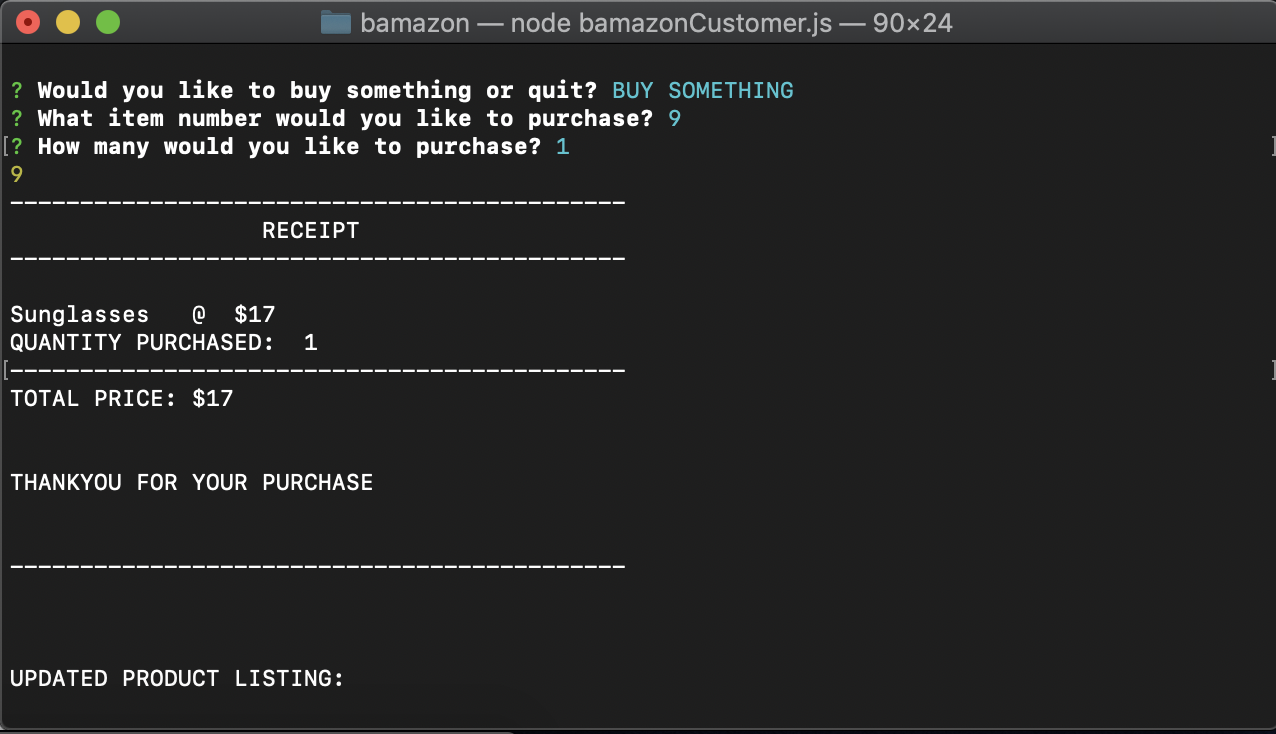 bamazon — node bamazonCustomer.js — 90×24
? Would you like to buy something or quit? BUY SOMETHING
? What item number would you like to purchase? 9
[? How many would you like to purchase? 1 ]
9
--------------------------------------------
RECEIPT
--------------------------------------------
Sunglasses   @  $17
QUANTITY PURCHASED:  1
[-------------------------------------------- ]
TOTAL PRICE: $17
THANKYOU FOR YOUR PURCHASE
--------------------------------------------
UPDATED PRODUCT LISTING: